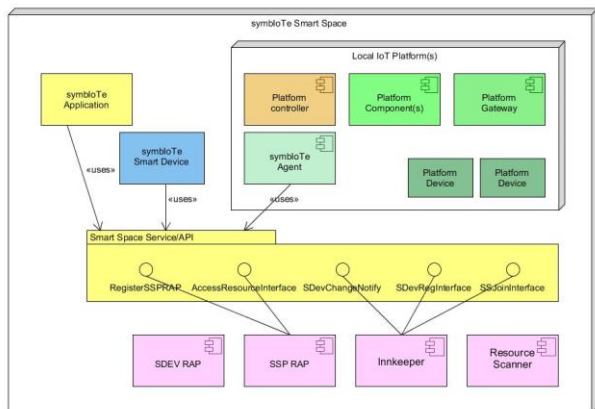 symbIoTe Smart Space
Local IoT Platform(s)
symbIoTe
Application
Platform
controller
Platform
Component(s)
Platform
Gateway
symbIoTe
Smart Device
symbIoTe
Agent
Platform
Device
Platform
Device
«uses»
«uses»
«uses»
Smart Space Service/API
RegisterSSPRAP
AccessResourceInterface
SDevChangeNotify
SDevRegInterface
SSJoinInterface
SDEV RAP
SSP RAP
Innkeeper
Resource
Scanner